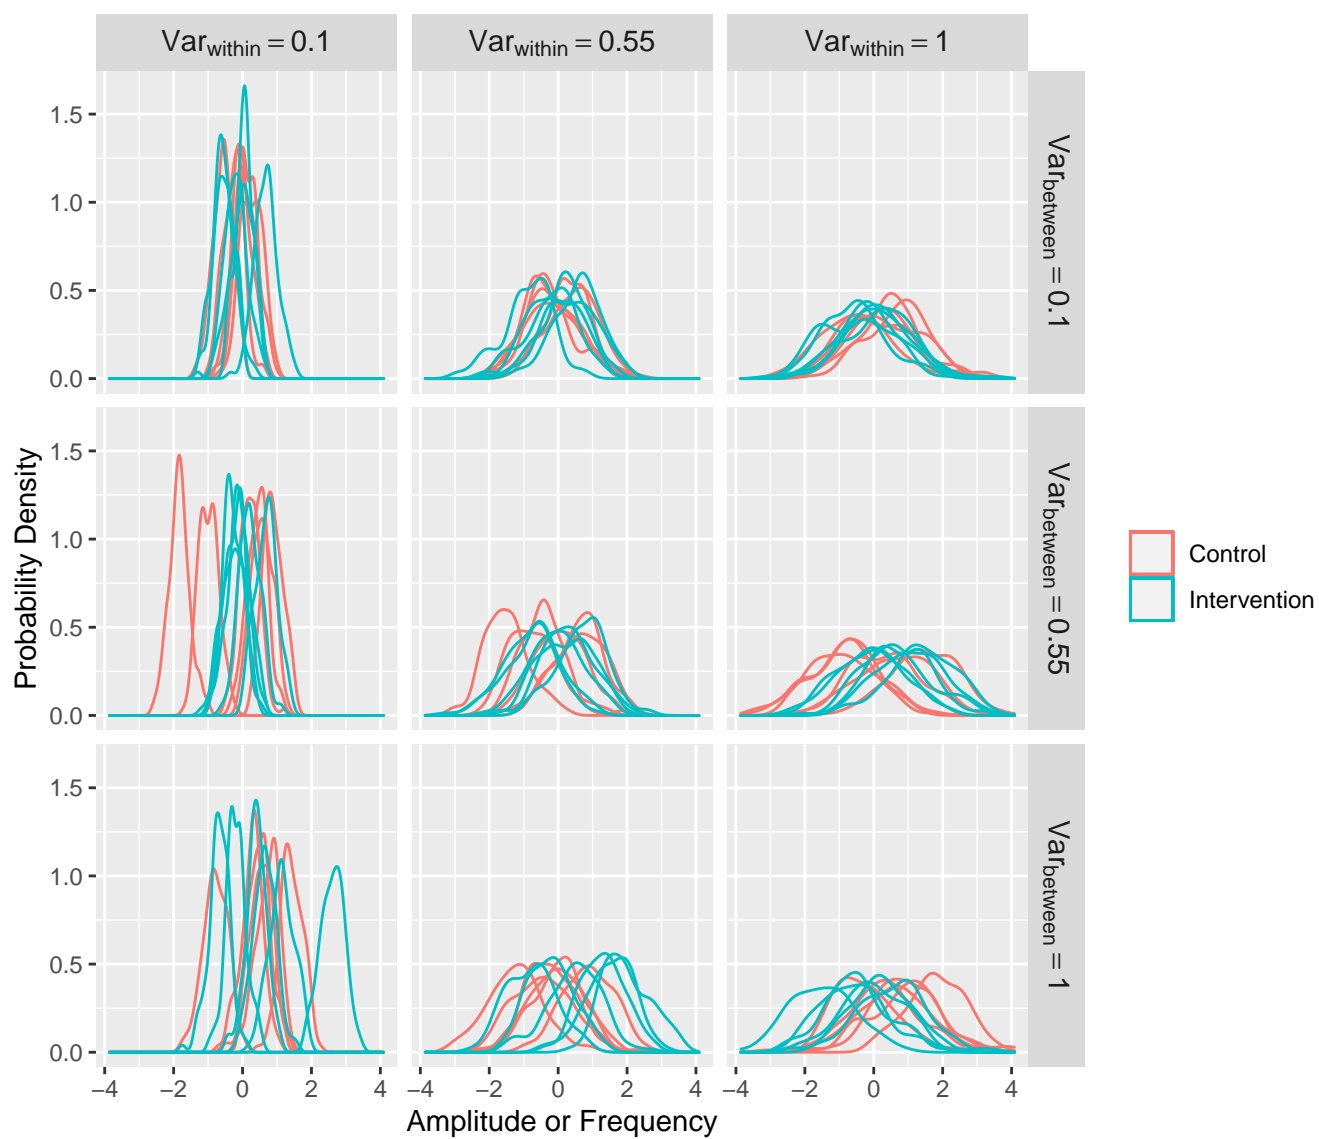 Var_within = 0.1
Var_within = 0.55
Var_within = 1
1.5
1.0
0.5
0.0
Var_between = 0.1
1.5
1.0
0.5
0.0
Var_between = 0.55
1.5
1.0
0.5
0.0
Var_between = 1
−4 −2 0 2 4
−4 −2 0 2 4
−4 −2 0 2 4
Amplitude or Frequency
Probability Density
Control
Intervention